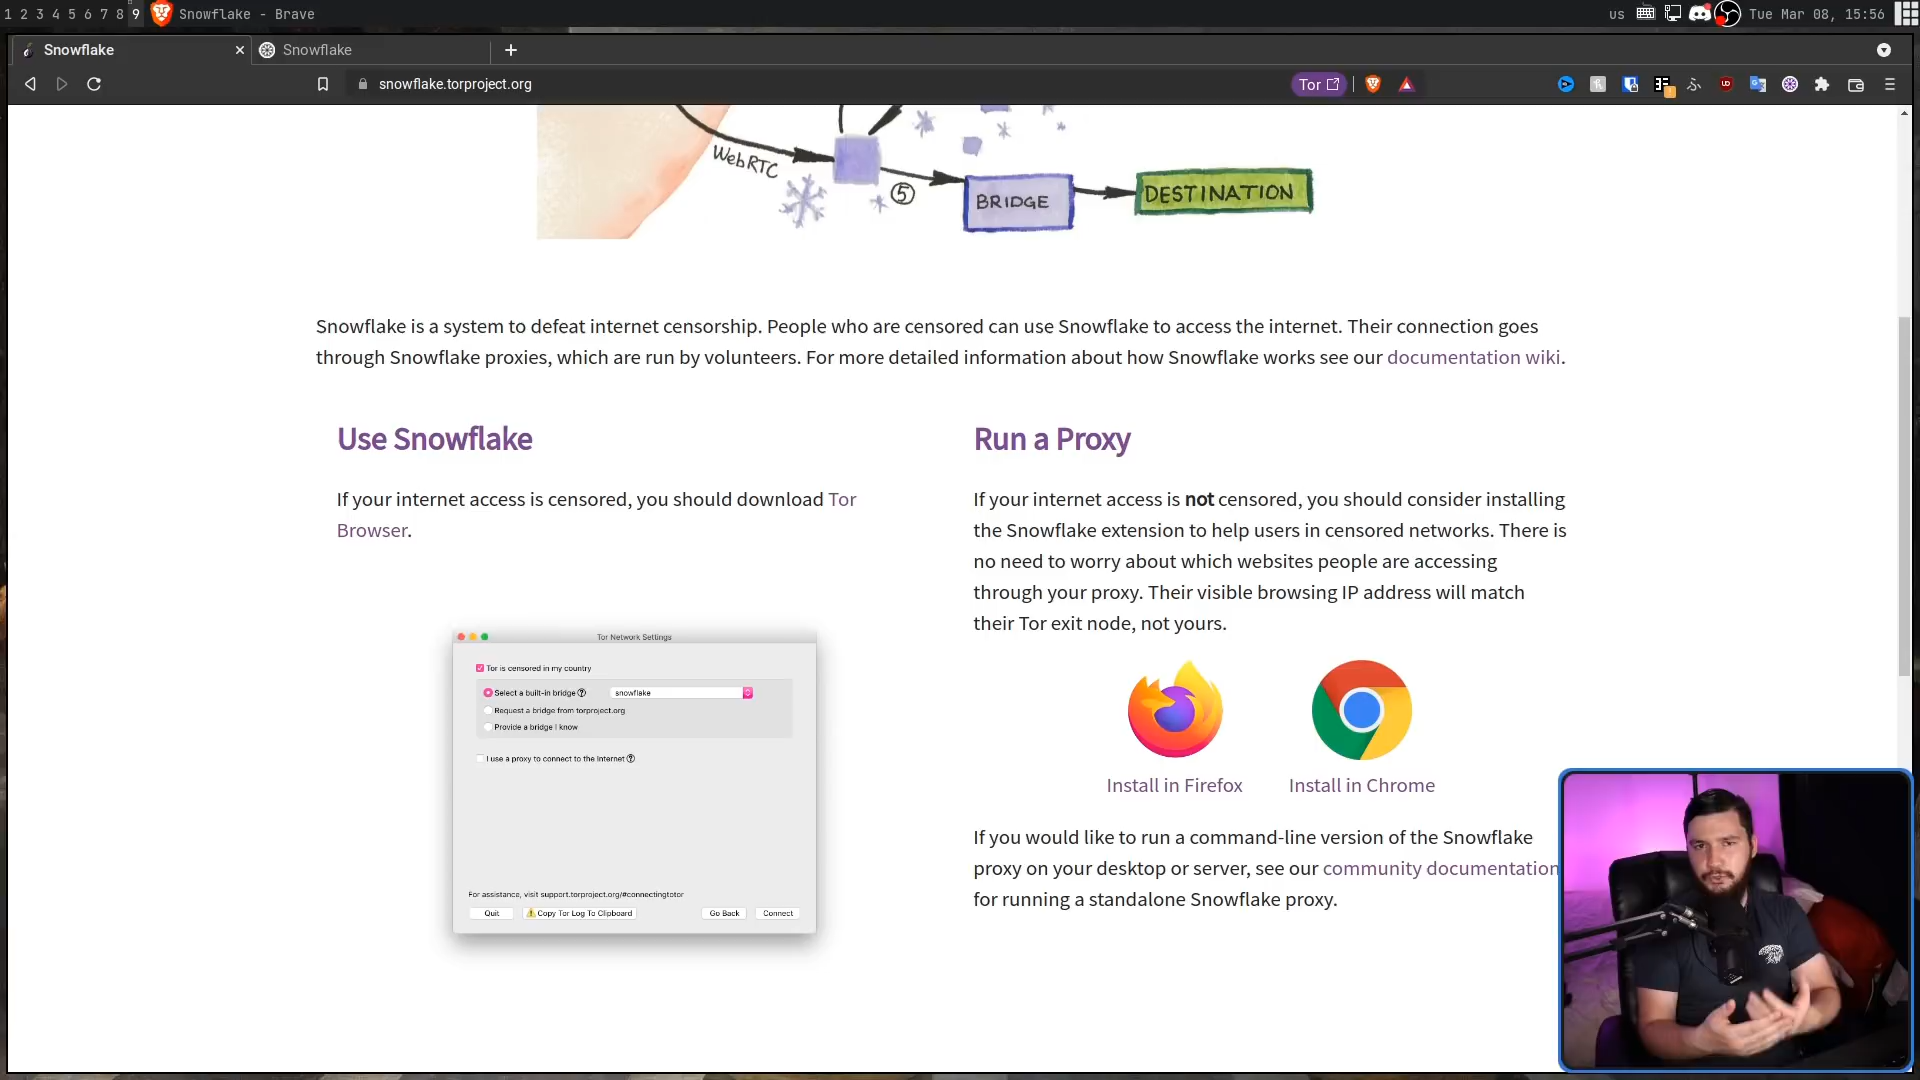 1 2 3 4 5 6 7 8 9 Snowflake - Brave us Tue Mar 08, 15:56
Snowflake Snowflake
snowflake.torproject.org Tor
WebRTC
5
BRIDGE
DESTINATION
Snowflake is a system to defeat internet censorship. People who are censored can use Snowflake to access the internet. Their connection goes
through Snowflake proxies, which are run by volunteers. For more detailed information about how Snowflake works see our documentation wiki.
Use Snowflake
If your internet access is censored, you should download Tor
Browser.
Tor Network Settings
Tor is censored in my country
Select a built-in bridge ? snowflake
Request a bridge from torproject.org
Provide a bridge I know
I use a proxy to connect to the Internet ?
For assistance, visit support.torproject.org/#connectingtotor
Quit Copy Tor Log To Clipboard Go Back Connect
Run a Proxy
If your internet access is not censored, you should consider installing
the Snowflake extension to help users in censored networks. There is
no need to worry about which websites people are accessing
through your proxy. Their visible browsing IP address will match
their Tor exit node, not yours.
Install in Firefox Install in Chrome
If you would like to run a command-line version of the Snowflake
proxy on your desktop or server, see our community documentation
for running a standalone Snowflake proxy.